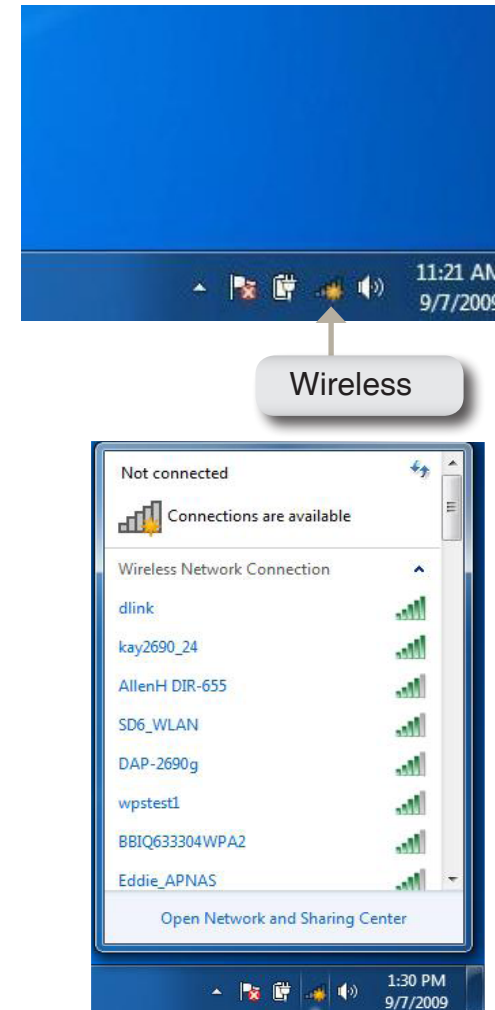 11:21 AM
9/7/2009
Wireless
Not connected
Connections are available
Wireless Network Connection
dlink
kay2690_24
AllenH DIR-655
SD6_WLAN
DAP-2690g
wpstest1
BBIQ633304WPA2
Eddie_APNAS
Open Network and Sharing Center
1:30 PM
9/7/2009